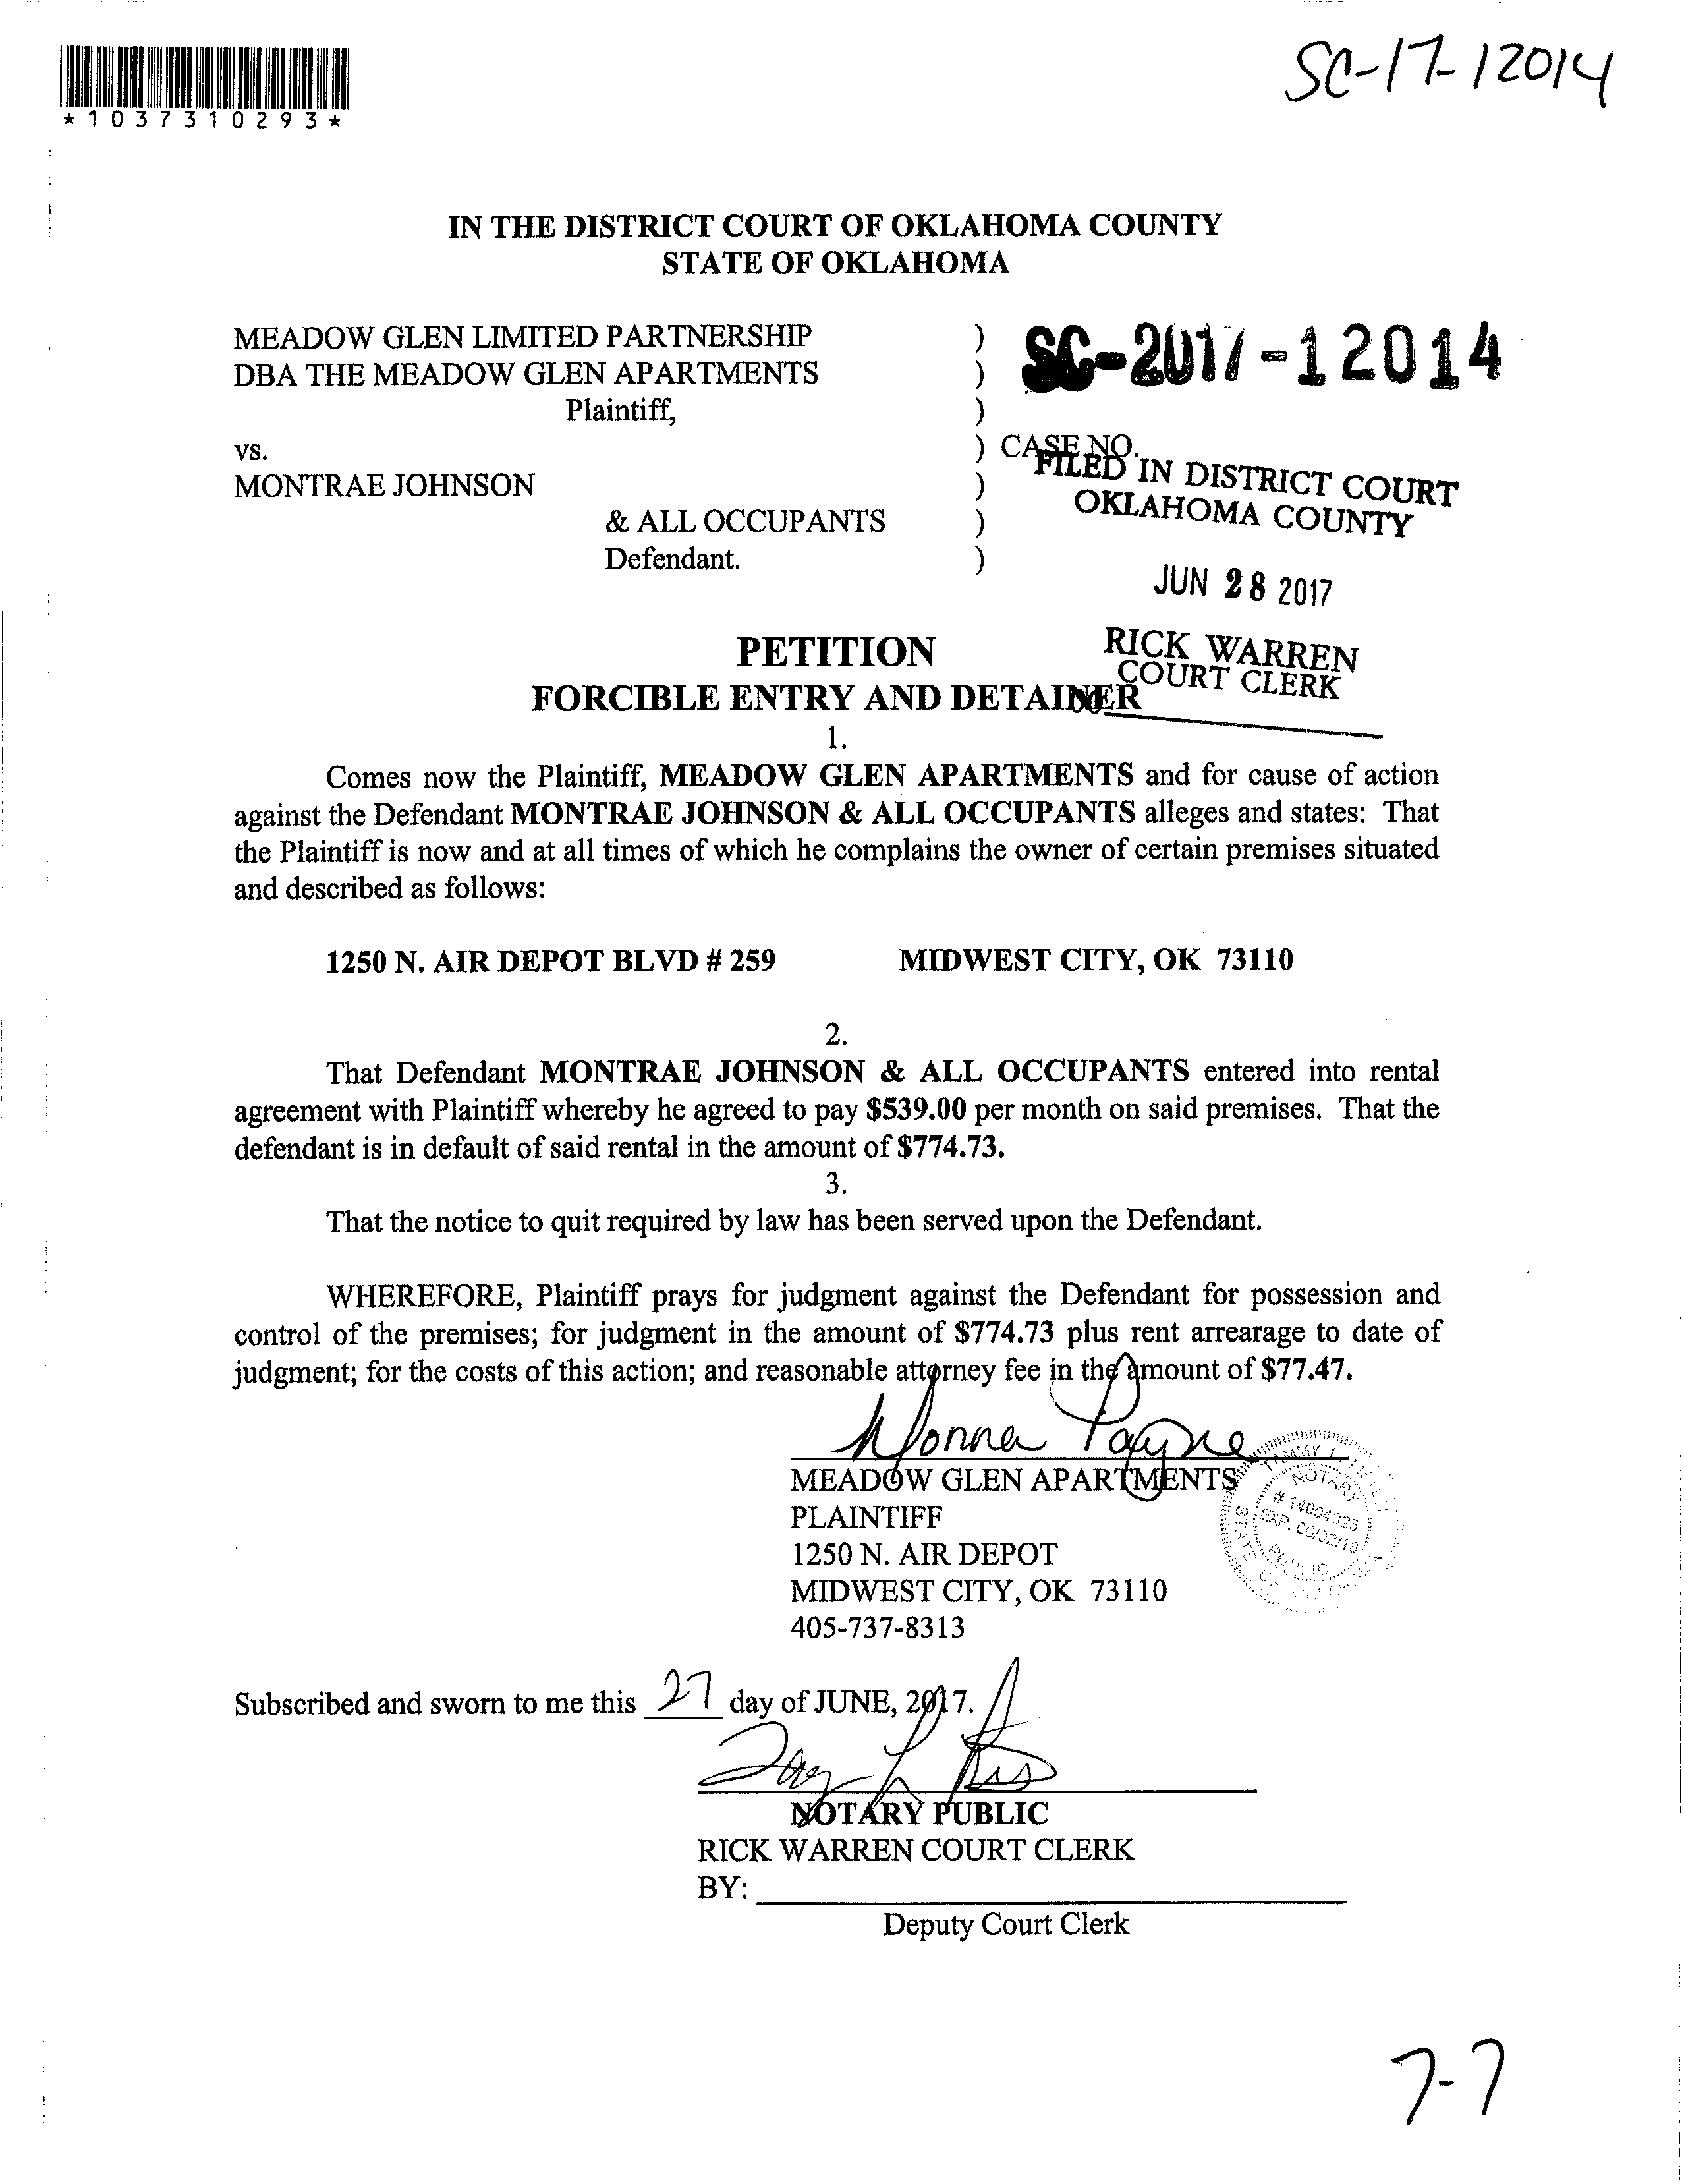 SC-17-12014
*1037310293*
IN THE DISTRICT COURT OF OKLAHOMA COUNTY
STATE OF OKLAHOMA
MEADOW GLEN LIMITED PARTNERSHIP )
DBA THE MEADOW GLEN APARTMENTS )
SC-2017-12014
Plaintiff, )
vs. ) CASE NO.
FILED IN DISTRICT COURT
MONTRAE JOHNSON )
OKLAHOMA COUNTY
& ALL OCCUPANTS )
Defendant. )
JUN 28 2017
RICK WARREN
COURT CLERK
PETITION
FORCIBLE ENTRY AND DETAINER
1.
Comes now the Plaintiff, MEADOW GLEN APARTMENTS and for cause of action
against the Defendant MONTRAE JOHNSON & ALL OCCUPANTS alleges and states: That
the Plaintiff is now and at all times of which he complains the owner of certain premises situated
and described as follows:
1250 N. AIR DEPOT BLVD # 259 MIDWEST CITY, OK 73110
2.
That Defendant MONTRAE JOHNSON & ALL OCCUPANTS entered into rental
agreement with Plaintiff whereby he agreed to pay $539.00 per month on said premises. That the
defendant is in default of said rental in the amount of $774.73.
3.
That the notice to quit required by law has been served upon the Defendant.
WHEREFORE, Plaintiff prays for judgment against the Defendant for possession and
control of the premises; for judgment in the amount of $774.73 plus rent arrearage to date of
judgment; for the costs of this action; and reasonable attorney fee in the amount of $77.47.
Donna Payne
MEADOW GLEN APARTMENTS
PLAINTIFF
1250 N. AIR DEPOT
MIDWEST CITY, OK 73110
405-737-8313
TAMMY L
NOTARY
# 14004926
EXP. 06/02/18
PUBLIC
STATE OF OKLAHOMA
Subscribed and sworn to me this 27 day of JUNE, 2017.
NOTARY PUBLIC
RICK WARREN COURT CLERK
BY:
Deputy Court Clerk
7-7